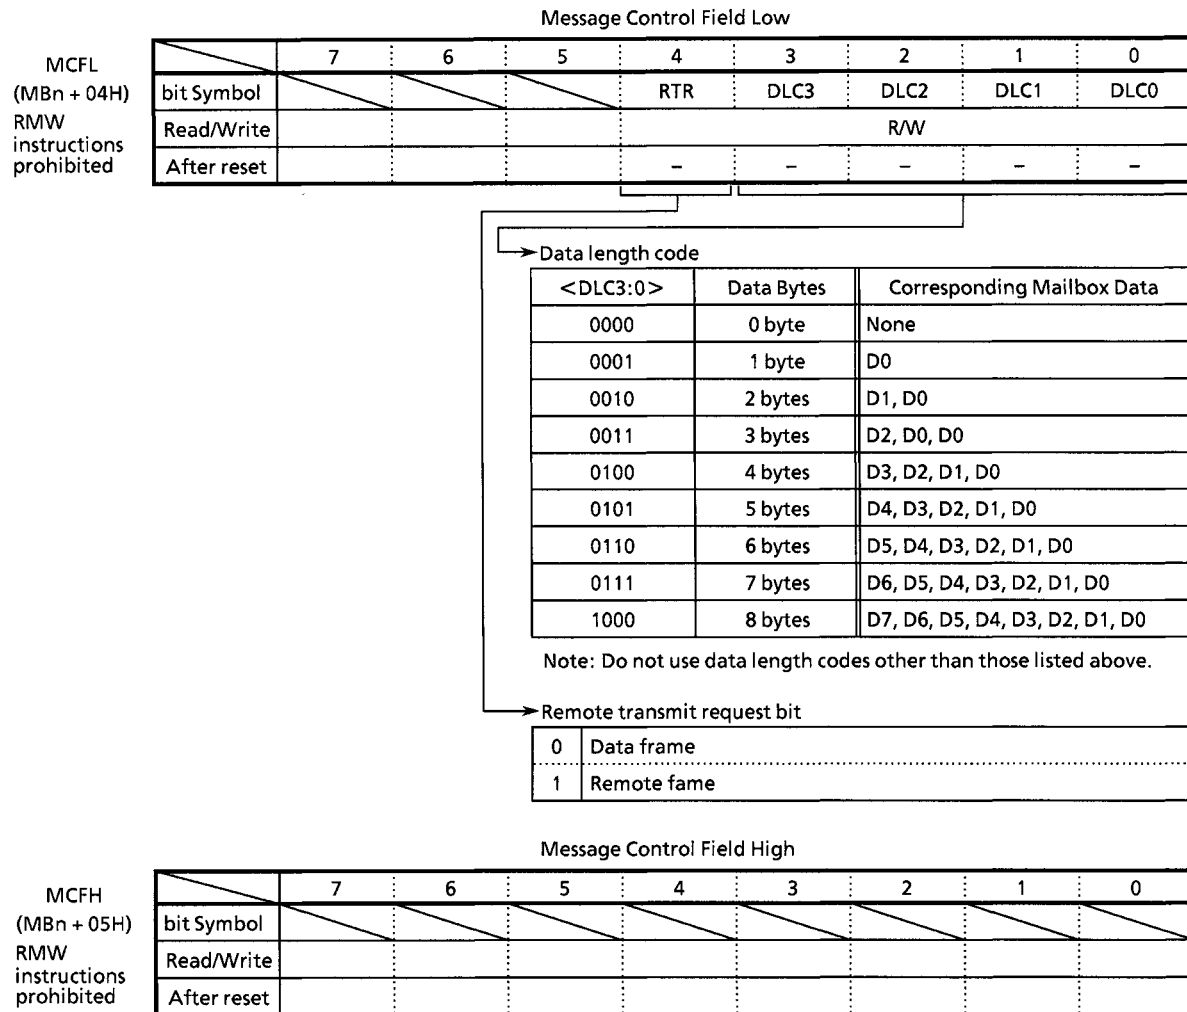 Message Control Field Low
MCFL
(MBn + 04H)
RMW
instructions
prohibited
7 6 5 4 3 2 1 0
bit Symbol RTR DLC3 DLC2 DLC1 DLC0
Read/Write R/W
After reset – – – – –
Data length code
<DLC3:0> Data Bytes Corresponding Mailbox Data
0000 0 byte None
0001 1 byte D0
0010 2 bytes D1, D0
0011 3 bytes D2, D0, D0
0100 4 bytes D3, D2, D1, D0
0101 5 bytes D4, D3, D2, D1, D0
0110 6 bytes D5, D4, D3, D2, D1, D0
0111 7 bytes D6, D5, D4, D3, D2, D1, D0
1000 8 bytes D7, D6, D5, D4, D3, D2, D1, D0
Note: Do not use data length codes other than those listed above.
Remote transmit request bit
0 Data frame
1 Remote fame
Message Control Field High
MCFH
(MBn + 05H)
RMW
instructions
prohibited
7 6 5 4 3 2 1 0
bit Symbol
Read/Write
After reset